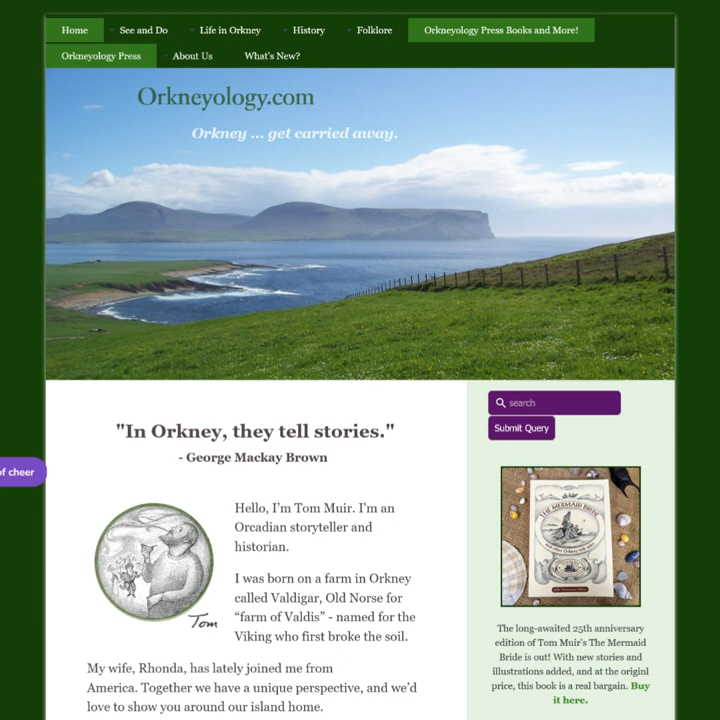 Home See and Do Life in Orkney History Folklore Orkneyology Press Books and More!
Orkneyology Press About Us What's New?
Orkneyology.com
Orkney ... get carried away.
search
Submit Query
"In Orkney, they tell stories."
- George Mackay Brown
of cheer
Hello, I'm Tom Muir. I'm an
Orcadian storyteller and
historian.
I was born on a farm in Orkney
called Valdigar, Old Norse for
“farm of Valdis” - named for the
Viking who first broke the soil.
Tom
My wife, Rhonda, has lately joined me from
America. Together we have a unique perspective, and we’d
love to show you around our island home.
THE MERMAID BRIDE
and other Orkney folk tales
The long-awaited 25th anniversary
edition of Tom Muir's The Mermaid
Bride is out! With new stories and
illustrations added, and at the originl
price, this book is a real bargain. Buy
it here.